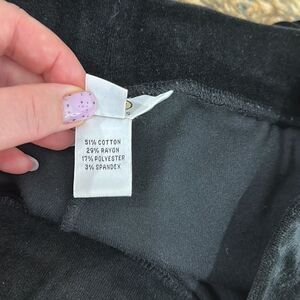 51% COTTON
29% RAYON
17% POLYESTER
3% SPANDEX